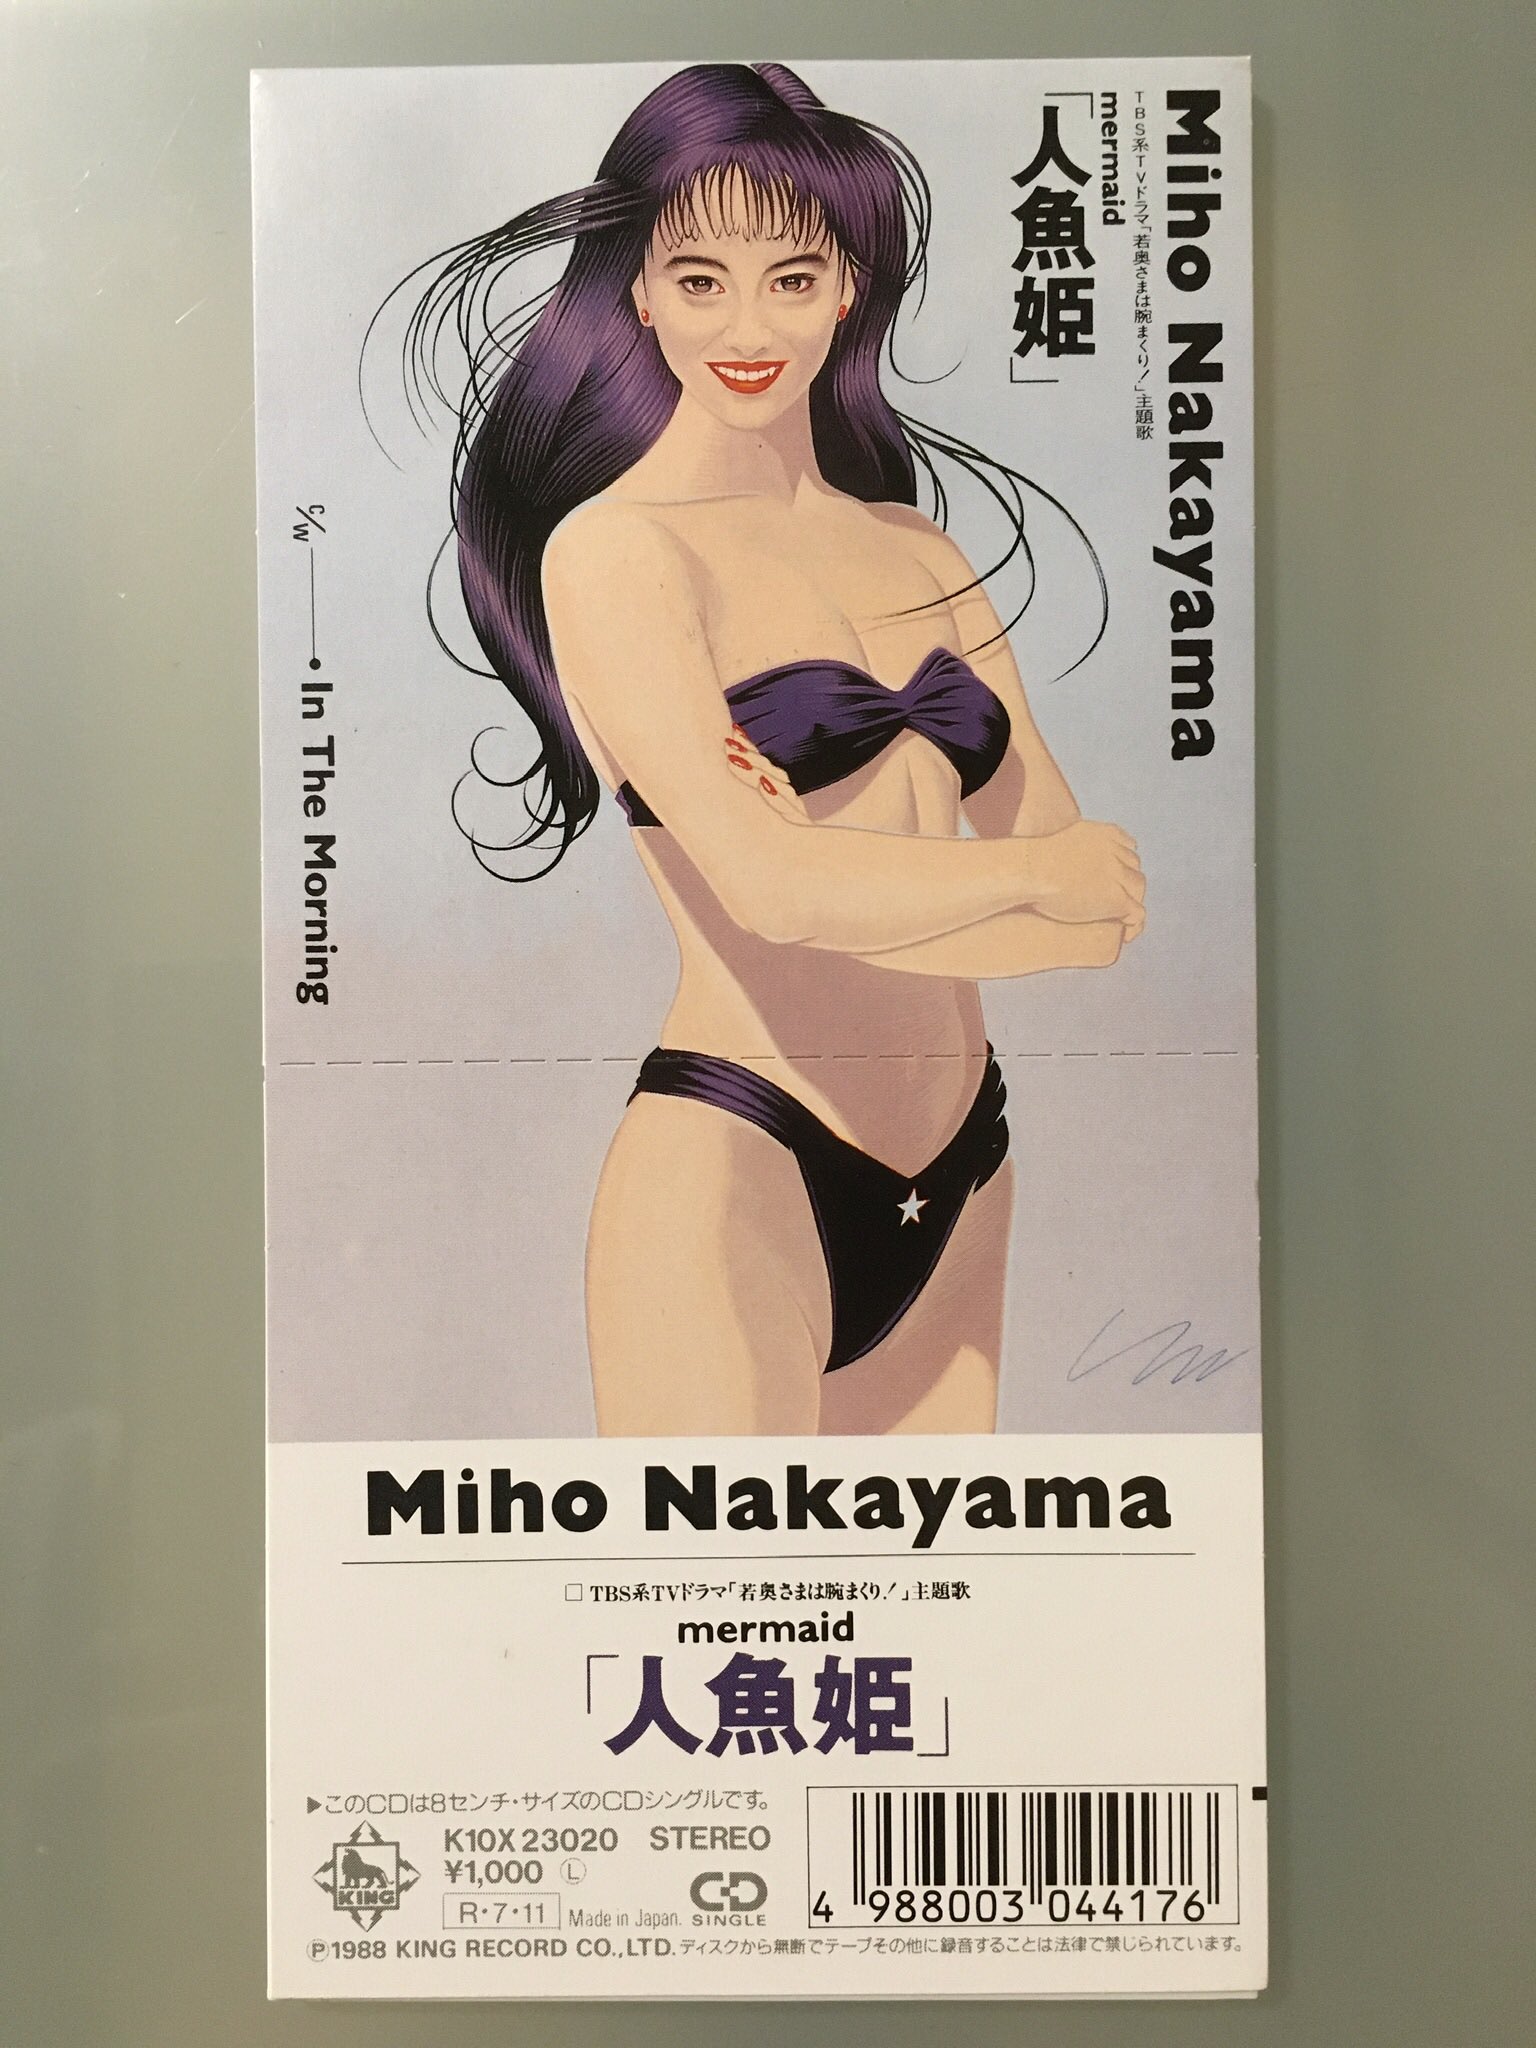 Miho Nakayama
TBS系TVドラマ「若奥さまは腕まくり!」主題歌
mermaid
「人魚姫」
c/w
In The Morning
Miho Nakayama
□ TBS系TVドラマ「若奥さまは腕まくり!」主題歌
mermaid
「人魚姫」
▶このCDは8センチ・サイズのCDシングルです。
KING
K10X 23020 STEREO
¥1,000 Ⓛ
R・7・11 Made in Japan.
CD
SINGLE
4 988003 044176
Ⓟ1988 KING RECORD CO.,LTD. ディスクから無断でテープその他に録音することは法律で禁じられています。